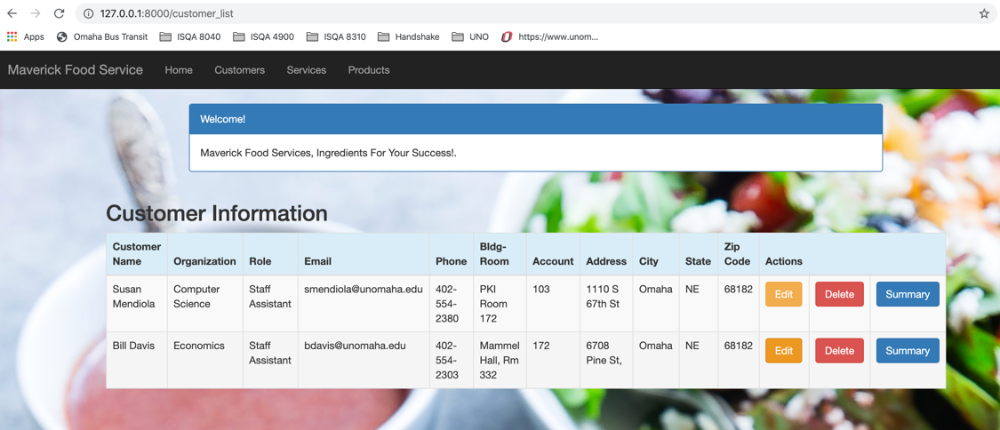 127.0.0.1:8000/customer_list
Apps Omaha Bus Transit ISQA 8040 ISQA 4900 ISQA 8310 Handshake UNO https://www.unom...
Maverick Food Service Home Customers Services Products
Welcome!
Maverick Food Services, Ingredients For Your Success!.
Customer Information
Customer Name Organization Role Email Phone Bldg-Room Account Address City State Zip Code Actions
Susan Mendiola Computer Science Staff Assistant smendiola@unomaha.edu 402-554-2380 PKI Room 172 103 1110 S 67th St Omaha NE 68182 Edit Delete Summary
Bill Davis Economics Staff Assistant bdavis@unomaha.edu 402-554-2303 Mammel Hall, Rm 332 172 6708 Pine St, Omaha NE 68182 Edit Delete Summary